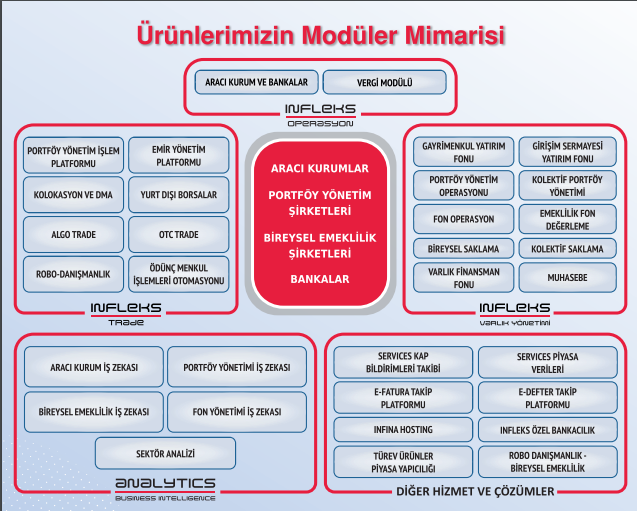 Ürünlerimizin Modüler Mimarisi
ARACI KURUM VE BANKALAR
VERGİ MODÜLÜ
INFLEKS
OPERASYON
PORTFÖY YÖNETİM İŞLEM
PLATFORMU
EMİR YÖNETİM
PLATFORMU
KOLOKASYON VE DMA
YURT DIŞI BORSALAR
ALGO TRADE
OTC TRADE
ROBO-DANIŞMANLIK
ÖDÜNÇ MENKUL
İŞLEMLERİ OTOMASYONU
INFLEKS
TRADE
ARACI KURUMLAR
PORTFÖY YÖNETİM
ŞİRKETLERİ
BİREYSEL EMEKLİLİK
ŞİRKETLERİ
BANKALAR
GAYRİMENKUL YATIRIM
FONU
GİRİŞİM SERMAYESİ
YATIRIM FONU
PORTFÖY YÖNETİM
OPERASYONU
KOLEKTİF PORTFÖY
YÖNETİMİ
FON OPERASYON
EMEKLİLİK FON
DEĞERLEME
BİREYSEL SAKLAMA
KOLEKTİF SAKLAMA
VARLIK FİNANSMAN
FONU
MUHASEBE
INFLEKS
VARLIK YÖNETİMİ
ARACI KURUM İŞ ZEKASI
PORTFÖY YÖNETİMİ İŞ ZEKASI
BİREYSEL EMEKLİLİK İŞ ZEKASI
FON YÖNETİMİ İŞ ZEKASI
SEKTÖR ANALİZİ
ANALYTICS
BUSINESS INTELLIGENCE
SERVICES KAP
BİLDİRİMLERİ TAKİBİ
SERVICES PİYASA
VERİLERİ
E-FATURA TAKİP
PLATFORMU
E-DEFTER TAKİP
PLATFORMU
INFINA HOSTING
INFLEKS ÖZEL BANKACILIK
TÜREV ÜRÜNLER
PİYASA YAPICILIĞI
ROBO DANIŞMANLIK -
BİREYSEL EMEKLİLİK
DİĞER HİZMET VE ÇÖZÜMLER